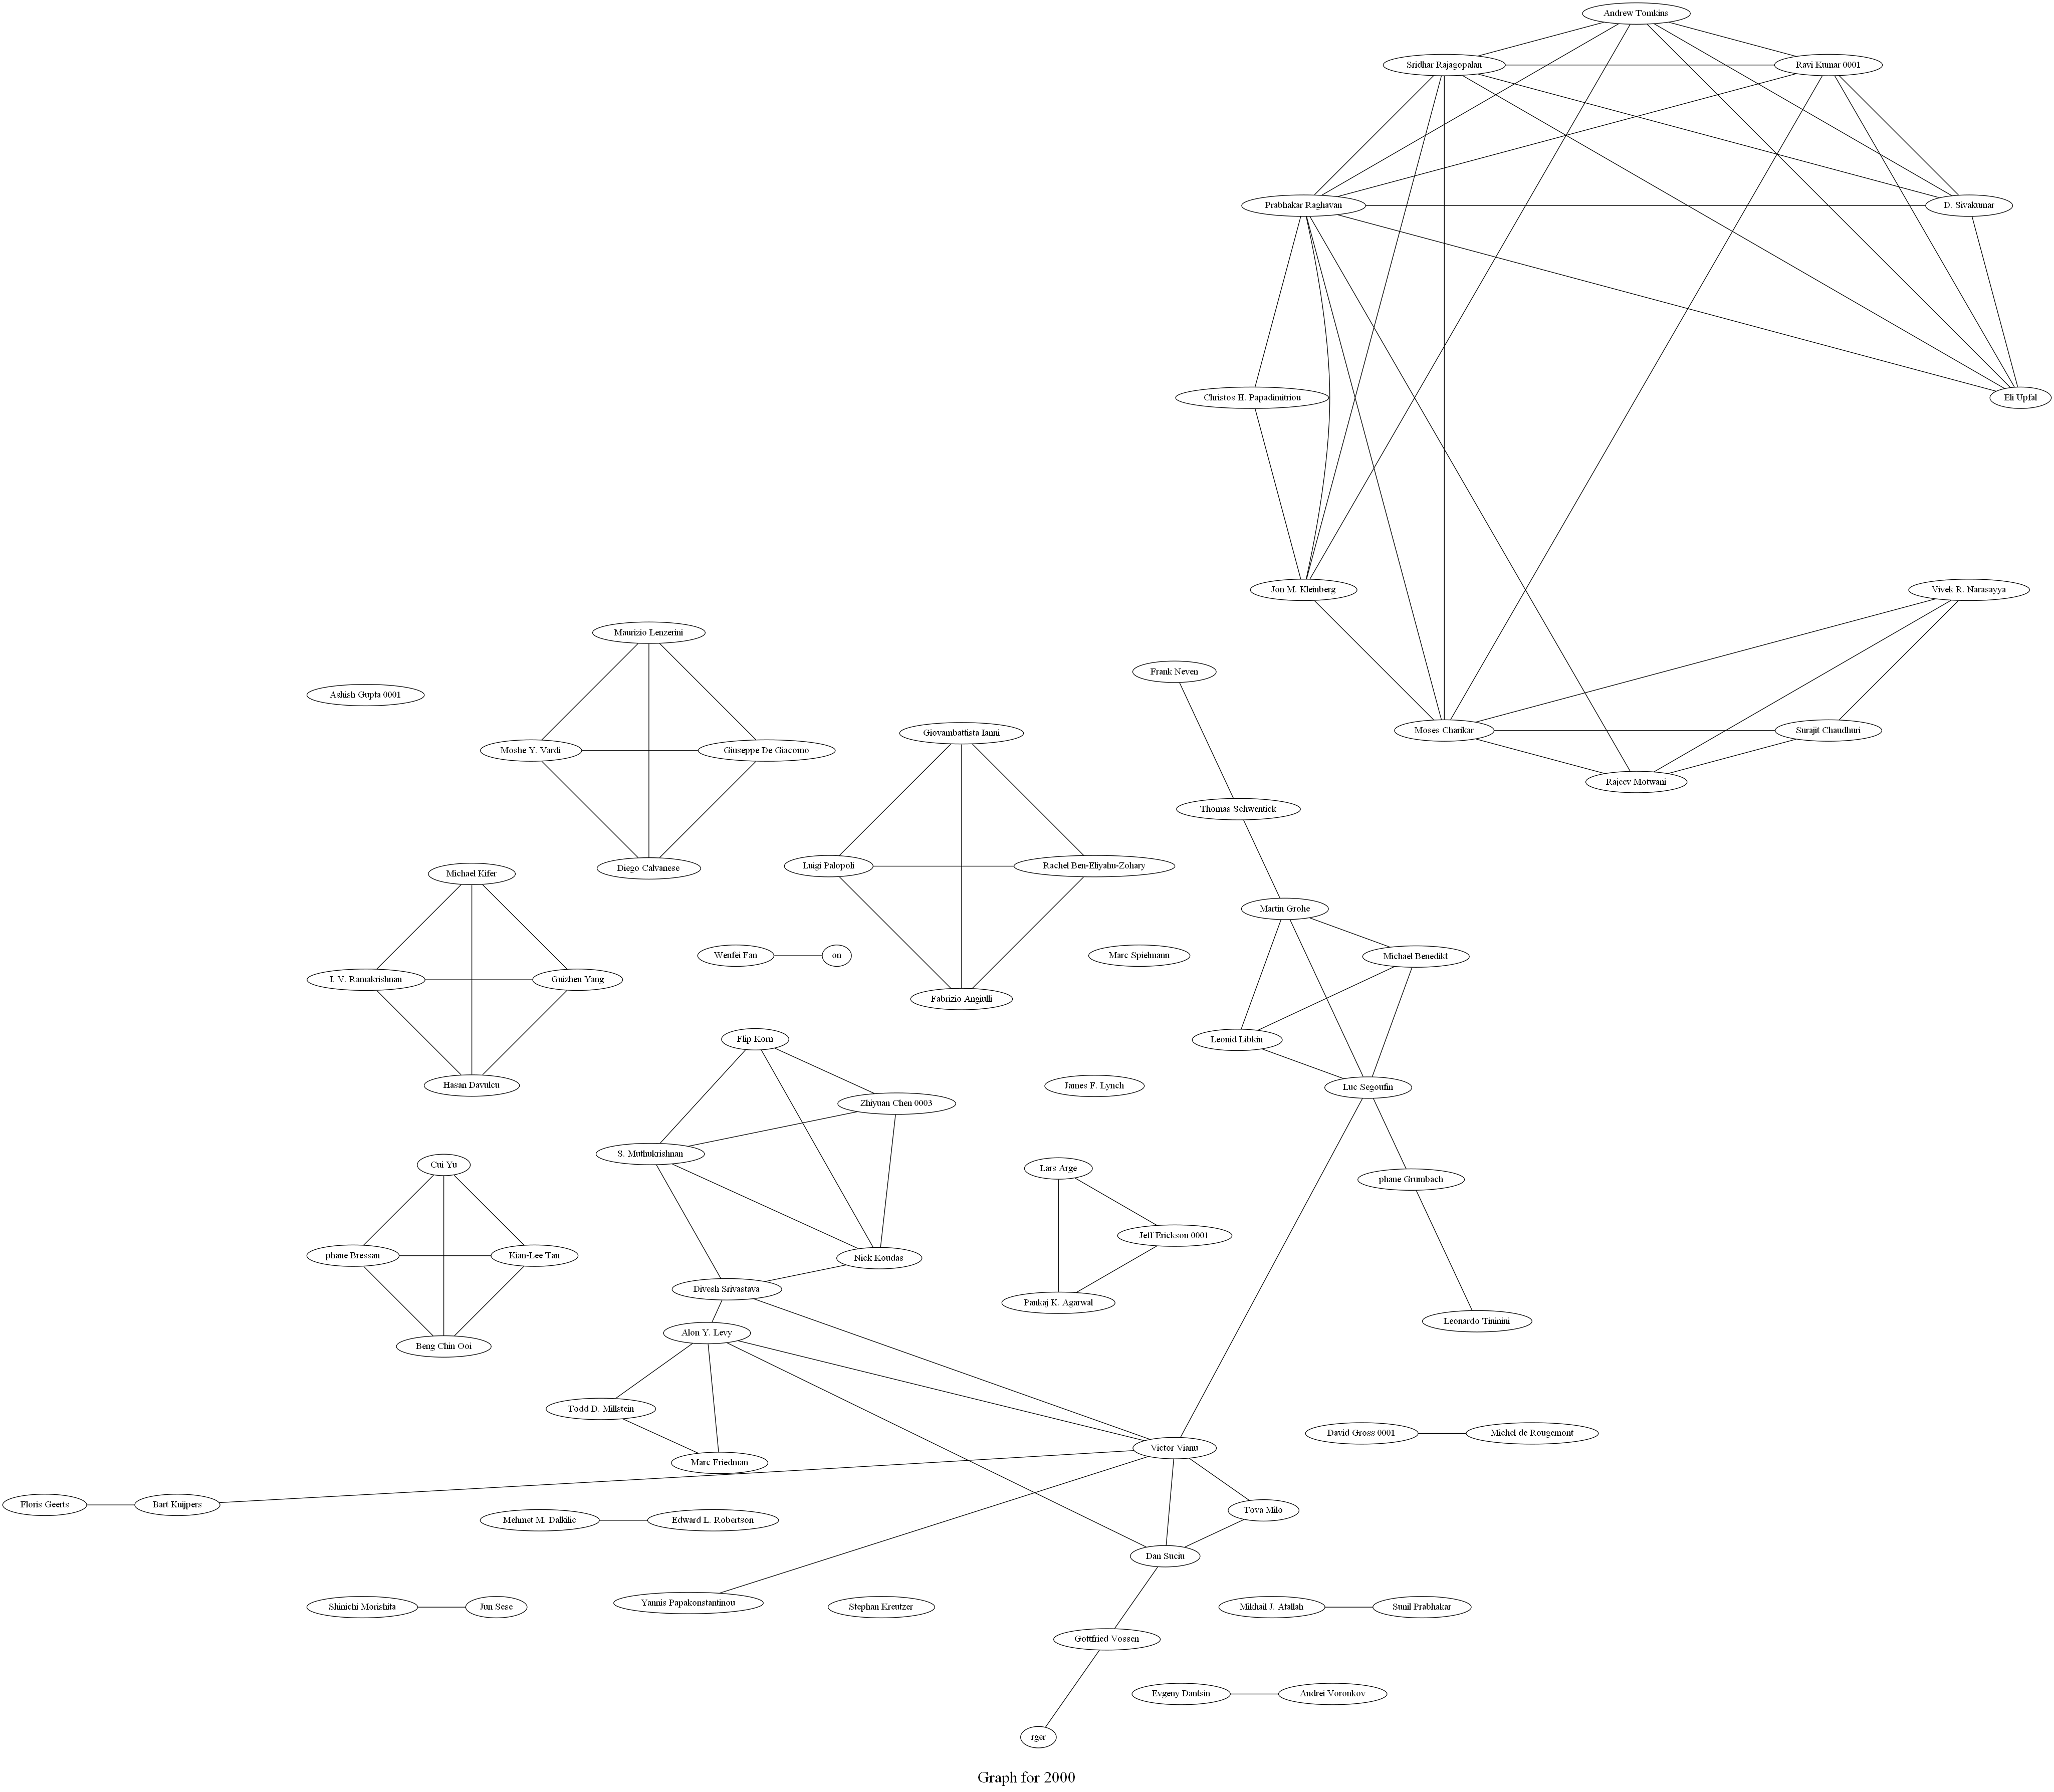 Andrew Tomkins
Sridhar Rajagopalan
Ravi Kumar 0001
Prabhakar Raghavan
D. Sivakumar
Christos H. Papadimitriou
Eli Upfal
Jon M. Kleinberg
Vivek R. Narasayya
Maurizio Lenzerini
Frank Neven
Ashish Gupta 0001
Giovambattista Ianni
Moses Charikar
Surajit Chaudhuri
Moshe Y. Vardi
Giuseppe De Giacomo
Rajeev Motwani
Thomas Schwentick
Luigi Palopoli
Rachel Ben-Eliyahu-Zohary
Diego Calvanese
Michael Kifer
Martin Grohe
Wenfei Fan
on
Marc Spielmann
Michael Benedikt
I. V. Ramakrishnan
Guizhen Yang
Fabrizio Angiulli
Flip Korn
Leonid Libkin
Hasan Davulcu
James F. Lynch
Luc Segoufin
Zhiyuan Chen 0003
S. Muthukrishnan
Cui Yu
Lars Arge
phane Grumbach
Jeff Erickson 0001
phane Bressan
Kian-Lee Tan
Nick Koudas
Divesh Srivastava
Pankaj K. Agarwal
Leonardo Tininini
Alon Y. Levy
Beng Chin Ooi
Todd D. Millstein
David Gross 0001
Michel de Rougemont
Victor Vianu
Marc Friedman
Floris Geerts
Bart Kuijpers
Tova Milo
Mehmet M. Dalkilic
Edward L. Robertson
Dan Suciu
Shinichi Morishita
Jun Sese
Yannis Papakonstantinou
Stephan Kreutzer
Mikhail J. Atallah
Sunil Prabhakar
Gottfried Vossen
Evgeny Dantsin
Andrei Voronkov
rger
Graph for 2000